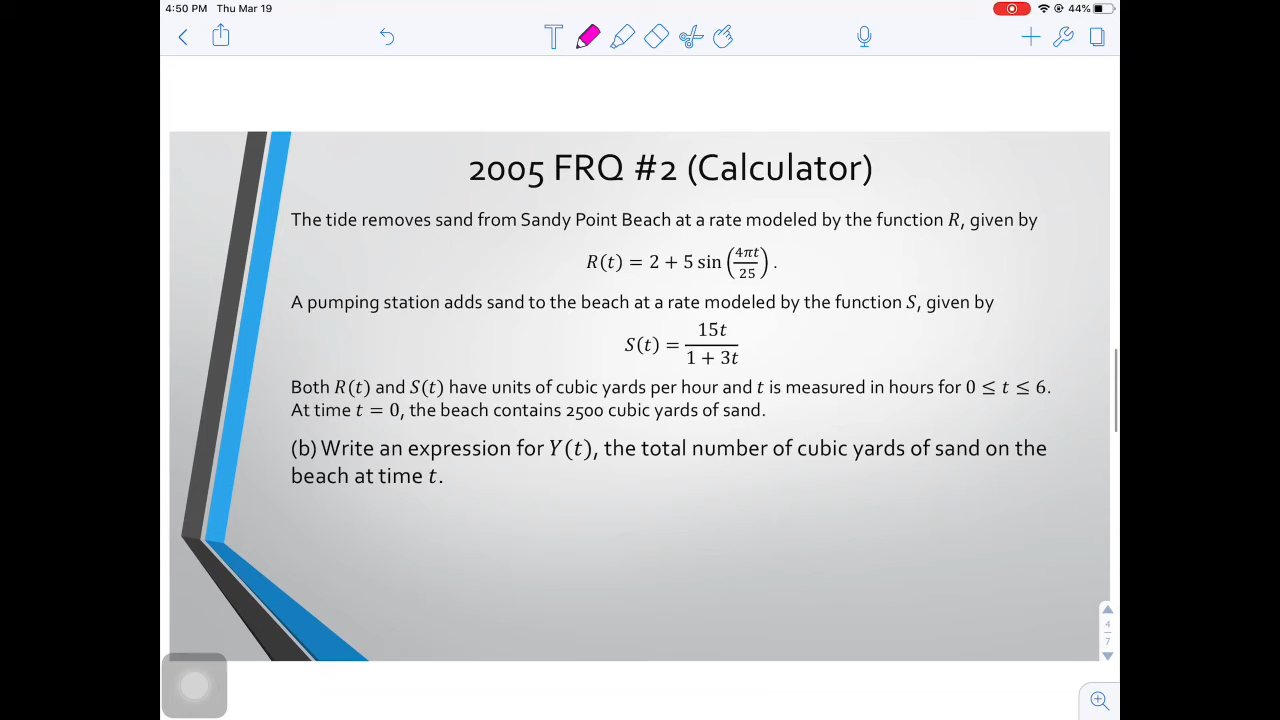 4:50 PM Thu Mar 19
44%
T
2005 FRQ #2 (Calculator)
The tide removes sand from Sandy Point Beach at a rate modeled by the function R, given by
R(t) = 2 + 5 sin (4πt/25) .
A pumping station adds sand to the beach at a rate modeled by the function S, given by
S(t) = 15t/(1 + 3t)
Both R(t) and S(t) have units of cubic yards per hour and t is measured in hours for 0 ≤ t ≤ 6.
At time t = 0, the beach contains 2500 cubic yards of sand.
(b) Write an expression for Y(t), the total number of cubic yards of sand on the
beach at time t.
4
7